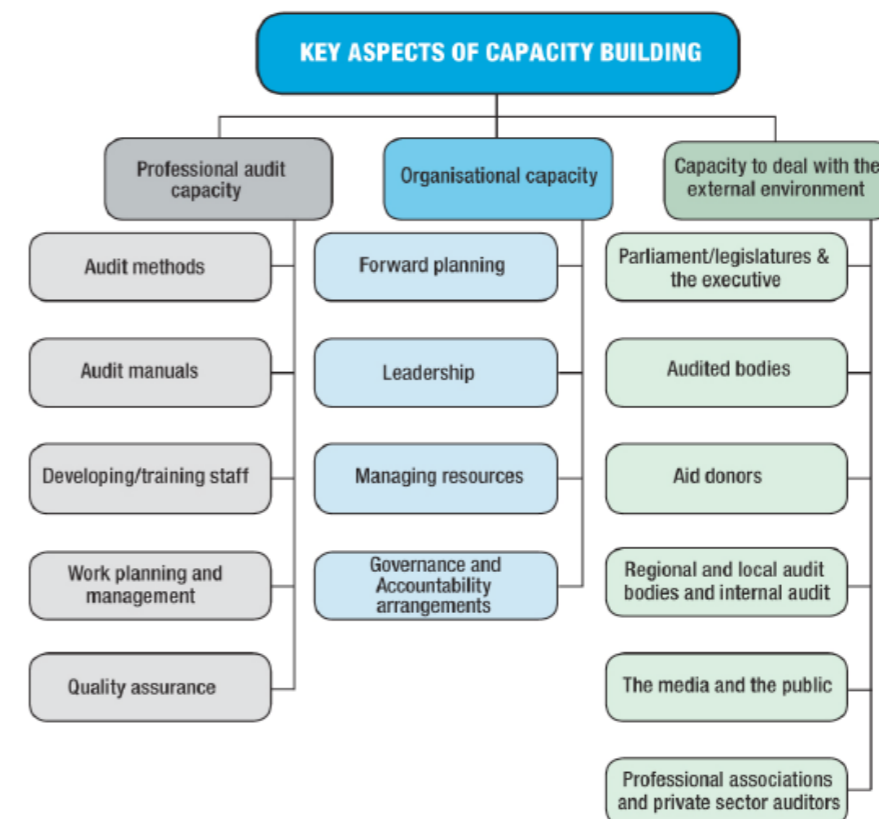 KEY ASPECTS OF CAPACITY BUILDING
Professional audit
capacity
Audit methods
Audit manuals
Developing/training staff
Work planning and
management
Quality assurance
Organisational capacity
Forward planning
Leadership
Managing resources
Governance and
Accountability
arrangements
Capacity to deal with the
external environment
Parliament/legislatures &
the executive
Audited bodies
Aid donors
Regional and local audit
bodies and internal audit
The media and the public
Professional associations
and private sector auditors